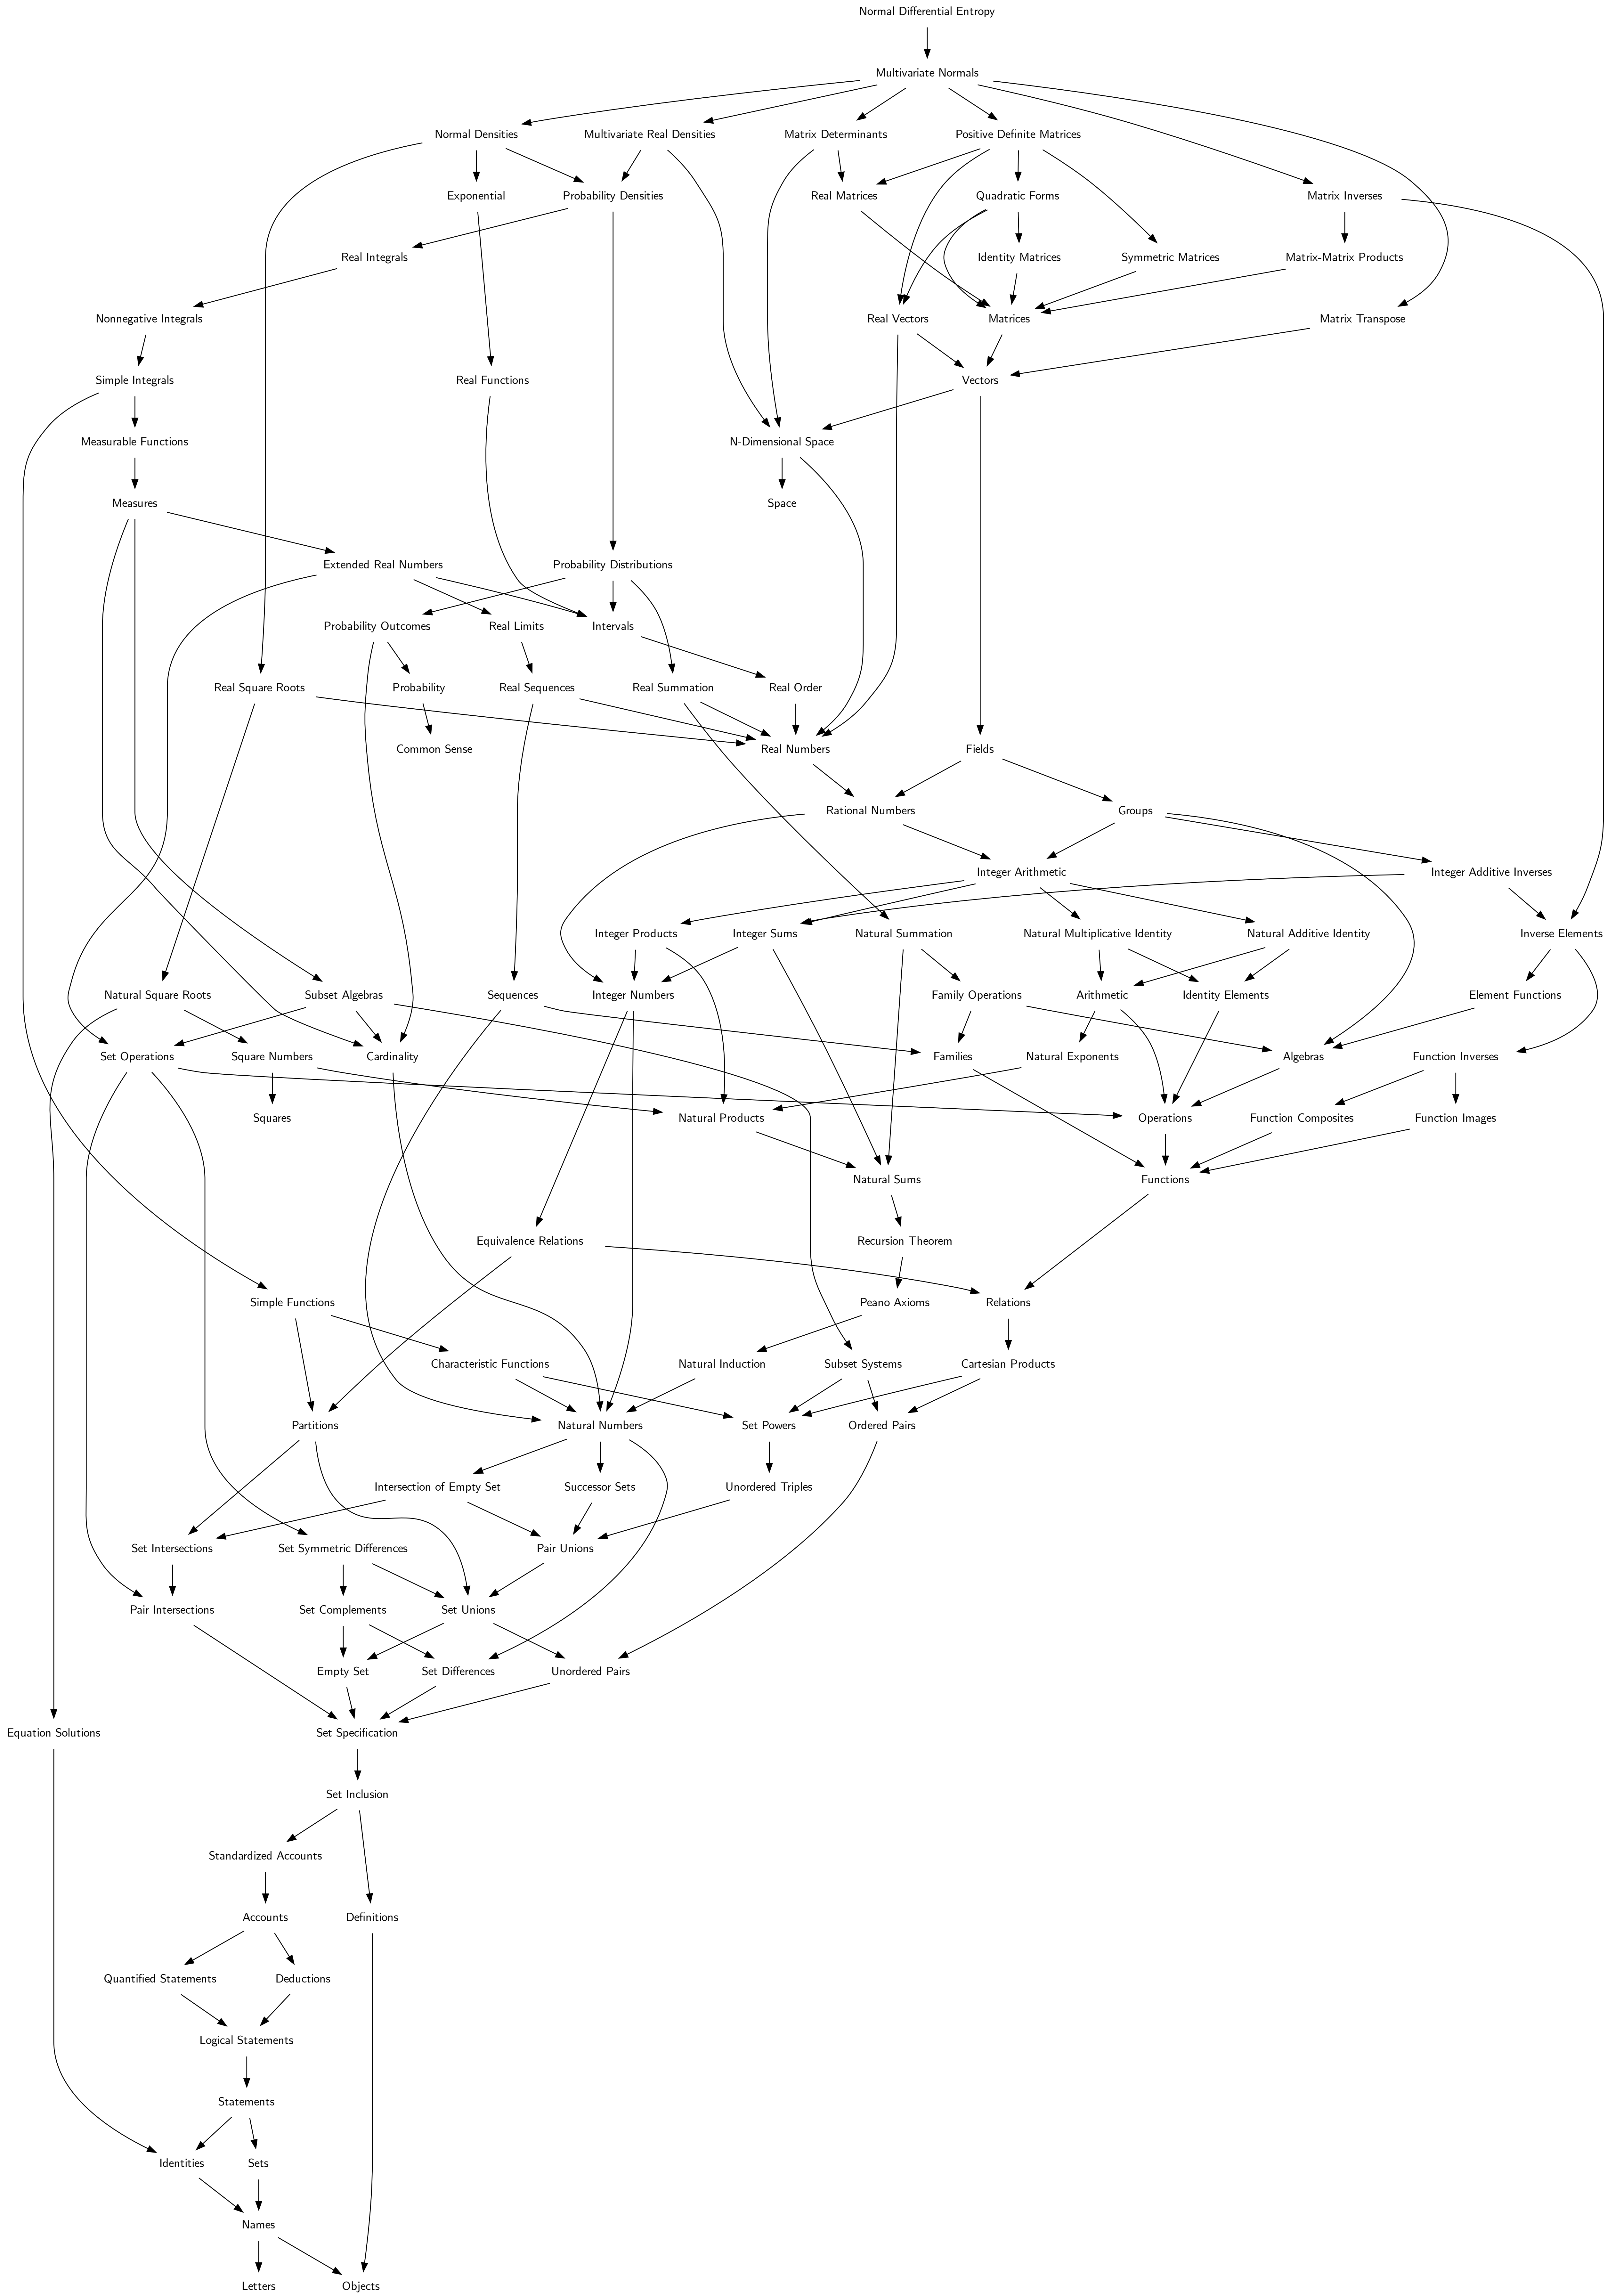 Normal Differential Entropy
Multivariate Normals
Normal Densities
Multivariate Real Densities
Matrix Determinants
Positive Definite Matrices
Exponential
Probability Densities
Real Matrices
Quadratic Forms
Matrix Inverses
Real Integrals
Identity Matrices
Symmetric Matrices
Matrix-Matrix Products
Nonnegative Integrals
Real Vectors
Matrices
Matrix Transpose
Simple Integrals
Real Functions
Vectors
Measurable Functions
N-Dimensional Space
Measures
Space
Extended Real Numbers
Probability Distributions
Probability Outcomes
Real Limits
Intervals
Real Square Roots
Probability
Real Sequences
Real Summation
Real Order
Common Sense
Real Numbers
Fields
Rational Numbers
Groups
Integer Arithmetic
Integer Additive Inverses
Integer Products
Integer Sums
Natural Summation
Natural Multiplicative Identity
Natural Additive Identity
Inverse Elements
Natural Square Roots
Subset Algebras
Sequences
Integer Numbers
Family Operations
Arithmetic
Identity Elements
Element Functions
Set Operations
Square Numbers
Cardinality
Families
Natural Exponents
Algebras
Function Inverses
Squares
Natural Products
Operations
Function Composites
Function Images
Natural Sums
Functions
Equivalence Relations
Recursion Theorem
Simple Functions
Peano Axioms
Relations
Characteristic Functions
Natural Induction
Subset Systems
Cartesian Products
Partitions
Natural Numbers
Set Powers
Ordered Pairs
Intersection of Empty Set
Successor Sets
Unordered Triples
Set Intersections
Set Symmetric Differences
Pair Unions
Pair Intersections
Set Complements
Set Unions
Empty Set
Set Differences
Unordered Pairs
Equation Solutions
Set Specification
Set Inclusion
Standardized Accounts
Accounts
Definitions
Quantified Statements
Deductions
Logical Statements
Statements
Identities
Sets
Names
Letters
Objects